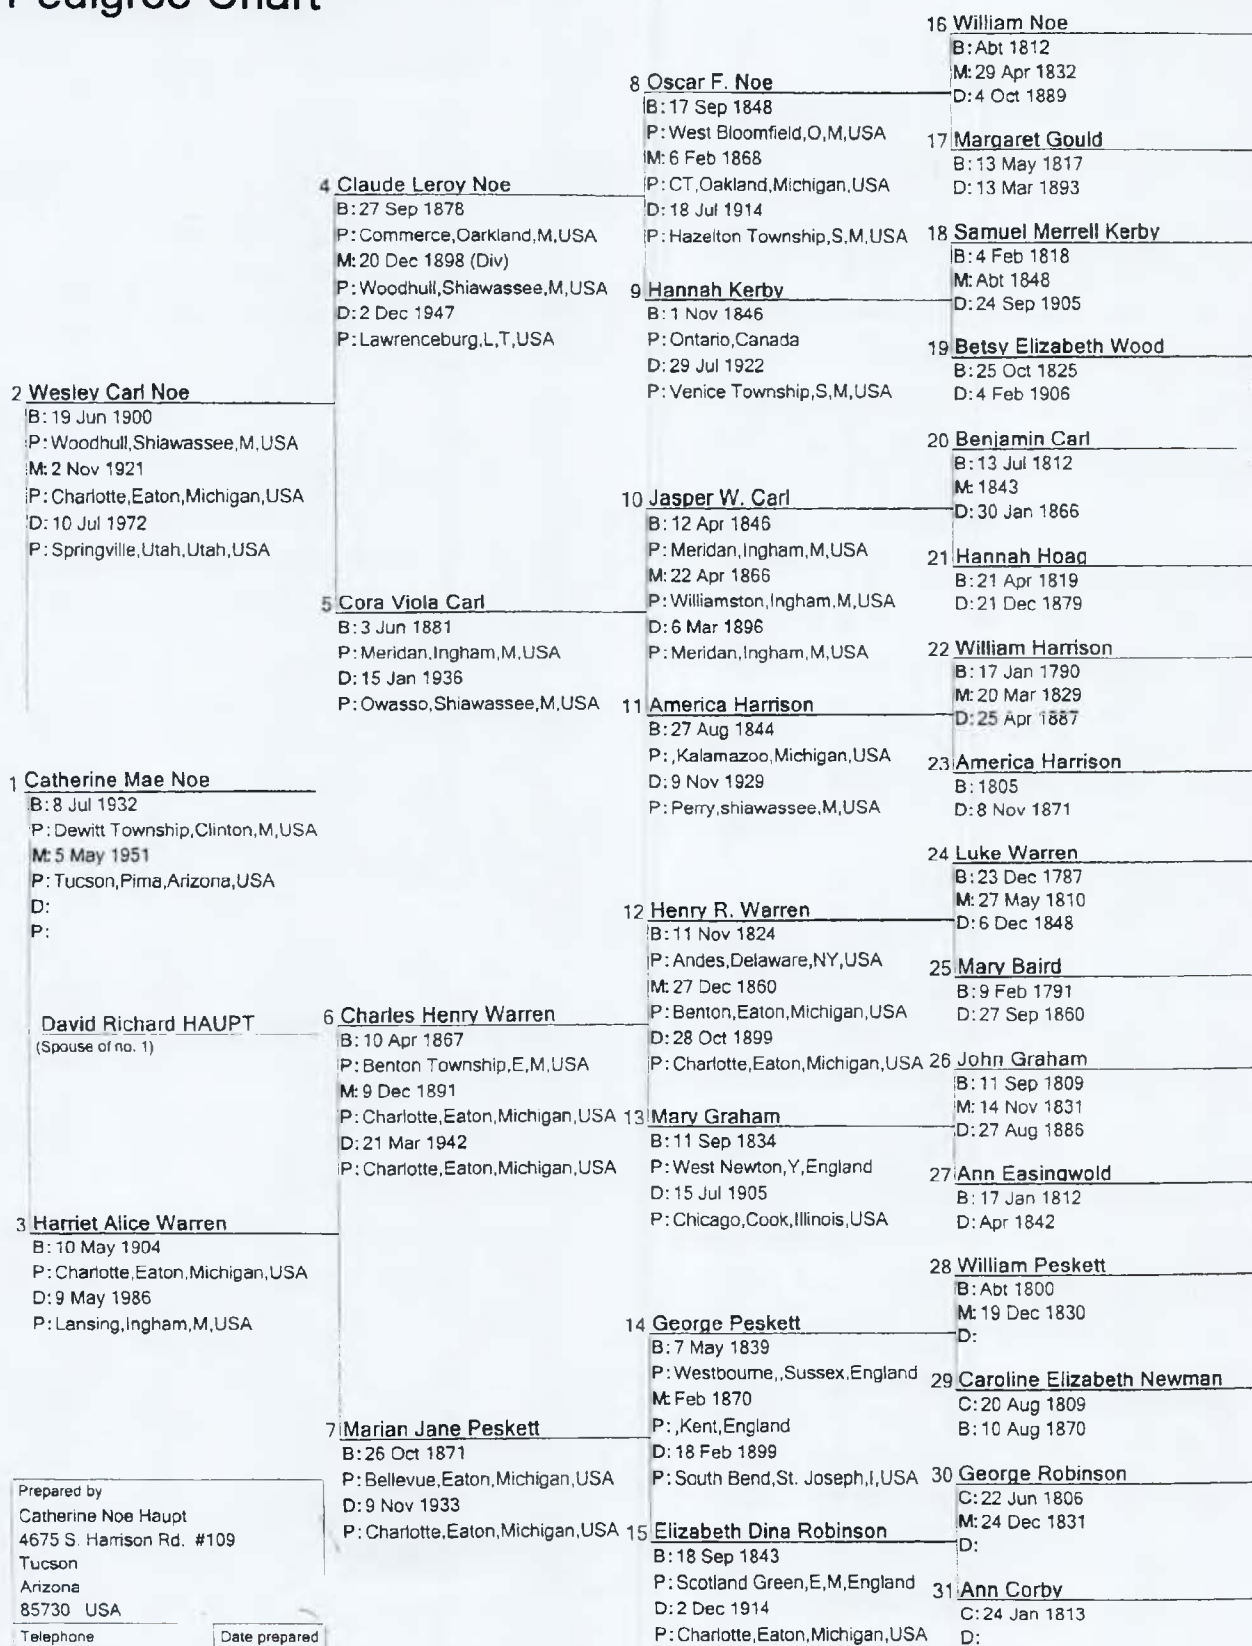 Pedigree Chart
16 William Noe
B: Abt 1812
M: 29 Apr 1832
D: 4 Oct 1889
8 Oscar F. Noe
B: 17 Sep 1848
P: West Bloomfield,O,M,USA
M: 6 Feb 1868
P: CT,Oakland,Michigan,USA
D: 18 Jul 1914
P: Hazelton Township,S,M,USA
17 Margaret Gould
B: 13 May 1817
D: 13 Mar 1893
4 Claude Leroy Noe
B: 27 Sep 1878
P: Commerce,Oarkland,M,USA
M: 20 Dec 1898 (Div)
P: Woodhull,Shiawassee,M,USA
D: 2 Dec 1947
P: Lawrenceburg,L,T,USA
18 Samuel Merrell Kerby
B: 4 Feb 1818
M: Abt 1848
D: 24 Sep 1905
9 Hannah Kerby
B: 1 Nov 1846
P: Ontario,Canada
D: 29 Jul 1922
P: Venice Township,S,M,USA
19 Betsy Elizabeth Wood
B: 25 Oct 1825
D: 4 Feb 1906
2 Wesley Carl Noe
B: 19 Jun 1900
P: Woodhull,Shiawassee,M,USA
M: 2 Nov 1921
P: Charlotte,Eaton,Michigan,USA
D: 10 Jul 1972
P: Springville,Utah,Utah,USA
20 Benjamin Carl
B: 13 Jul 1812
M: 1843
D: 30 Jan 1866
10 Jasper W. Carl
B: 12 Apr 1846
P: Meridan,Ingham,M,USA
M: 22 Apr 1866
P: Williamston,Ingham,M,USA
D: 6 Mar 1896
P: Meridan,Ingham,M,USA
21 Hannah Hoag
B: 21 Apr 1819
D: 21 Dec 1879
5 Cora Viola Carl
B: 3 Jun 1881
P: Meridan,Ingham,M,USA
D: 15 Jan 1936
P: Owasso,Shiawassee,M,USA
22 William Harrison
B: 17 Jan 1790
M: 20 Mar 1829
D: 25 Apr 1887
11 America Harrison
B: 27 Aug 1844
P: ,Kalamazoo,Michigan,USA
D: 9 Nov 1929
P: Perry,shiawassee,M,USA
23 America Harrison
B: 1805
D: 8 Nov 1871
1 Catherine Mae Noe
B: 8 Jul 1932
P: Dewitt Township,Clinton,M,USA
M: 5 May 1951
P: Tucson,Pima,Arizona,USA
D:
P:
24 Luke Warren
B: 23 Dec 1787
M: 27 May 1810
D: 6 Dec 1848
12 Henry R. Warren
B: 11 Nov 1824
P: Andes,Delaware,NY,USA
M: 27 Dec 1860
P: Benton,Eaton,Michigan,USA
D: 28 Oct 1899
P: Charlotte,Eaton,Michigan,USA
25 Mary Baird
B: 9 Feb 1791
D: 27 Sep 1860
David Richard HAUPT
(Spouse of no. 1)
6 Charles Henry Warren
B: 10 Apr 1867
P: Benton Township,E,M,USA
M: 9 Dec 1891
P: Charlotte,Eaton,Michigan,USA
D: 21 Mar 1942
P: Charlotte,Eaton,Michigan,USA
26 John Graham
B: 11 Sep 1809
M: 14 Nov 1831
D: 27 Aug 1886
13 Mary Graham
B: 11 Sep 1834
P: West Newton,Y,England
D: 15 Jul 1905
P: Chicago,Cook,Illinois,USA
27 Ann Easingwold
B: 17 Jan 1812
D: Apr 1842
3 Harriet Alice Warren
B: 10 May 1904
P: Charlotte,Eaton,Michigan,USA
D: 9 May 1986
P: Lansing,Ingham,M,USA
28 William Peskett
B: Abt 1800
M: 19 Dec 1830
D:
14 George Peskett
B: 7 May 1839
P: Westbourne,,Sussex,England
M: Feb 1870
P: ,Kent,England
D: 18 Feb 1899
P: South Bend,St. Joseph,I,USA
29 Caroline Elizabeth Newman
C: 20 Aug 1809
B: 10 Aug 1870
7 Marian Jane Peskett
B: 26 Oct 1871
P: Bellevue,Eaton,Michigan,USA
D: 9 Nov 1933
P: Charlotte,Eaton,Michigan,USA
30 George Robinson
C: 22 Jun 1806
M: 24 Dec 1831
D:
15 Elizabeth Dina Robinson
B: 18 Sep 1843
P: Scotland Green,E,M,England
D: 2 Dec 1914
P: Charlotte,Eaton,Michigan,USA
31 Ann Corby
C: 24 Jan 1813
D:
Prepared by
Catherine Noe Haupt
4675 S. Harrison Rd. #109
Tucson
Arizona
85730 USA
Telephone
Date prepared